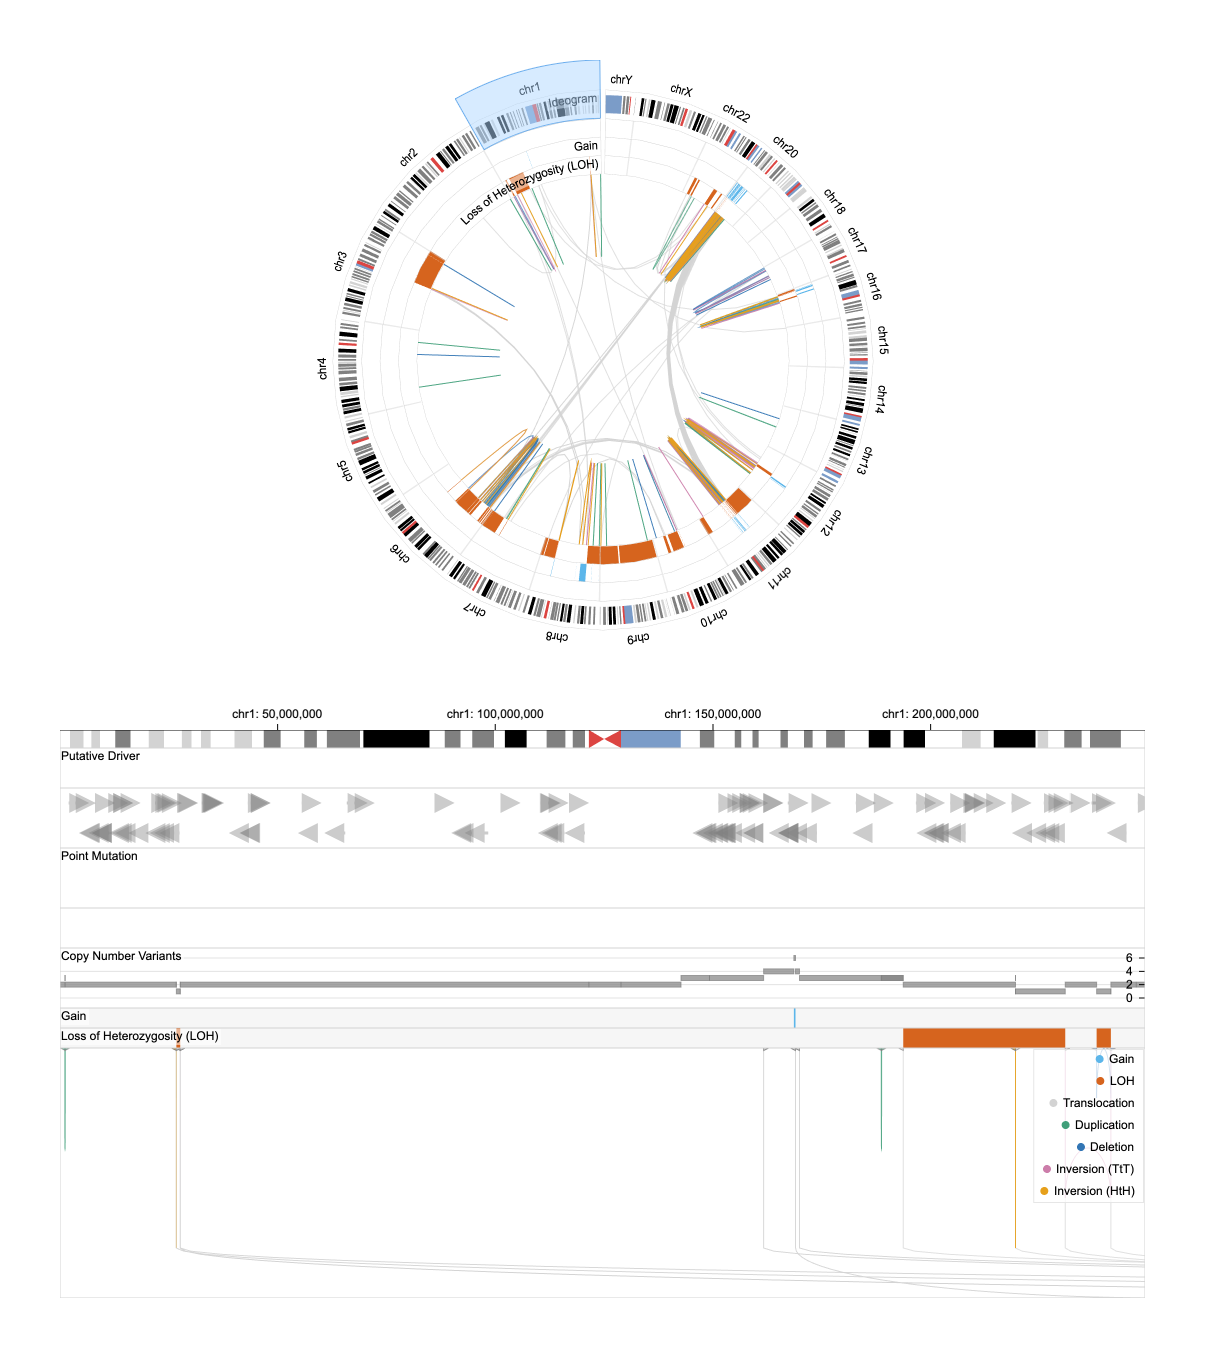 chrY
chrX
chr22
chr20
chr18
chr17
chr16
chr15
chr14
chr13
chr12
chr11
chr10
chr9
chr8
chr7
chr6
chr5
chr4
chr3
chr2
chr1
Ideogram
Gain
Loss of Heterozygosity (LOH)
chr1: 50,000,000 chr1: 100,000,000 chr1: 150,000,000 chr1: 200,000,000
Putative Driver
Point Mutation
Copy Number Variants
6
4
2
0
Gain
Loss of Heterozygosity (LOH)
Gain
LOH
Translocation
Duplication
Deletion
Inversion (TtT)
Inversion (HtH)